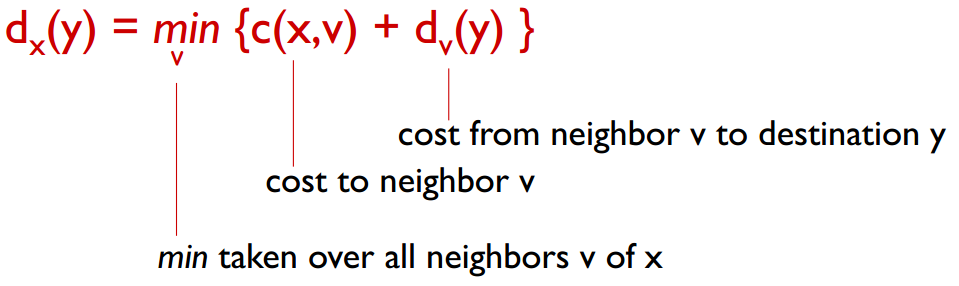 dₓ(y) = min {c(x,v) + dᵥ(y) }
v
cost from neighbor v to destination y
cost to neighbor v
min taken over all neighbors v of x